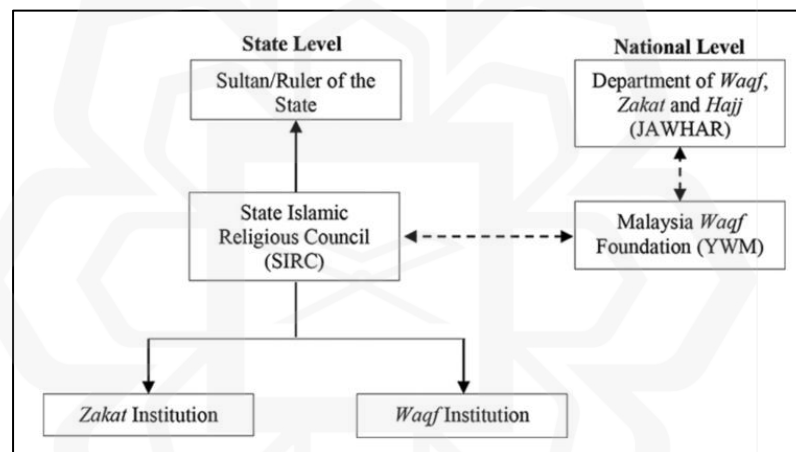 State Level
National Level
Sultan/Ruler of the
State
Department of Waqf,
Zakat and Hajj
(JAWHAR)
State Islamic
Religious Council
(SIRC)
Malaysia Waqf
Foundation (YWM)
Zakat Institution
Waqf Institution